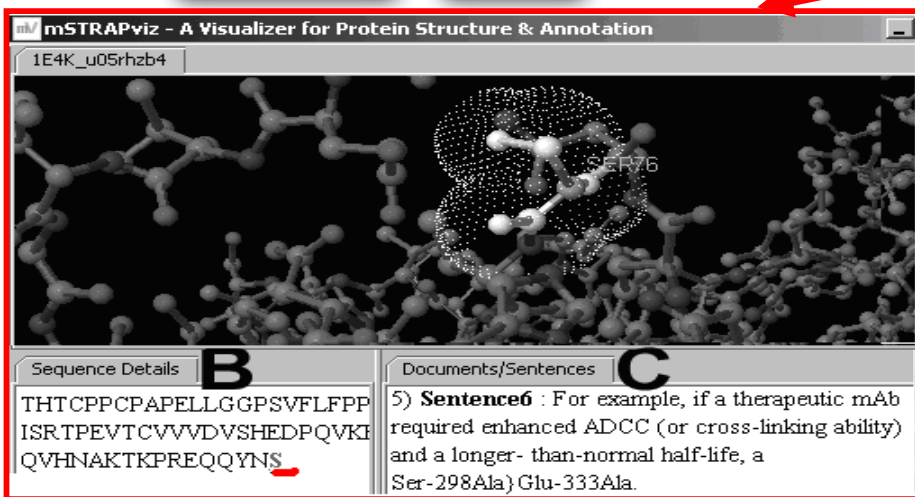 mV mSTRAPviz - A Visualizer for Protein Structure & Annotation
1E4K_u05rhzb4
SER76
Sequence Details B
Documents/Sentences C
THTCPPCPAPELLGGPSVFLFPP
ISRTPEVTCVVVDVSHEDPQVK
QVHNAKTKPREQQYNS
5) Sentence6 : For example, if a therapeutic mAb
required enhanced ADCC (or cross-linking ability)
and a longer- than-normal half-life, a
Ser-298Ala}Glu-333Ala.